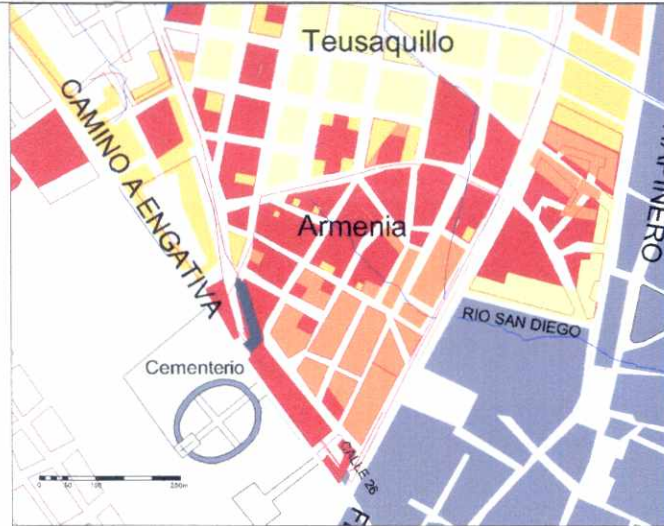 Teusaquillo
CAMINO A ENGATIVA
Armenia
RIO SAN DIEGO
Cementerio
CALLE 26